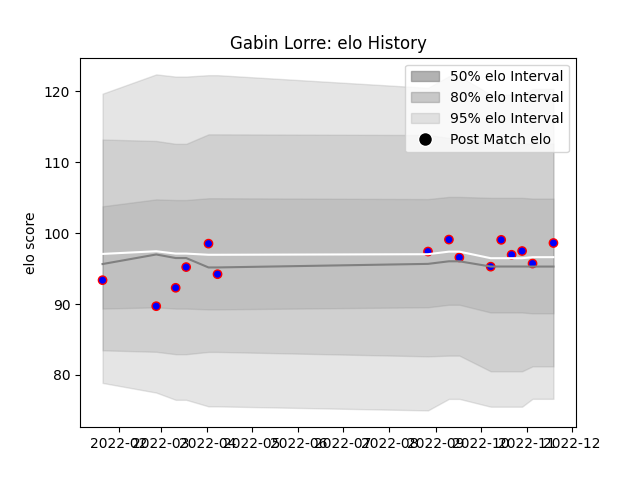 Gabin Lorre: elo History
50% elo Interval
80% elo Interval
95% elo Interval
Post Match elo
elo score
120
110
100
90
80
2022-02 2022-03 2022-04 2022-05 2022-06 2022-07 2022-08 2022-09 2022-10 2022-11 2022-12